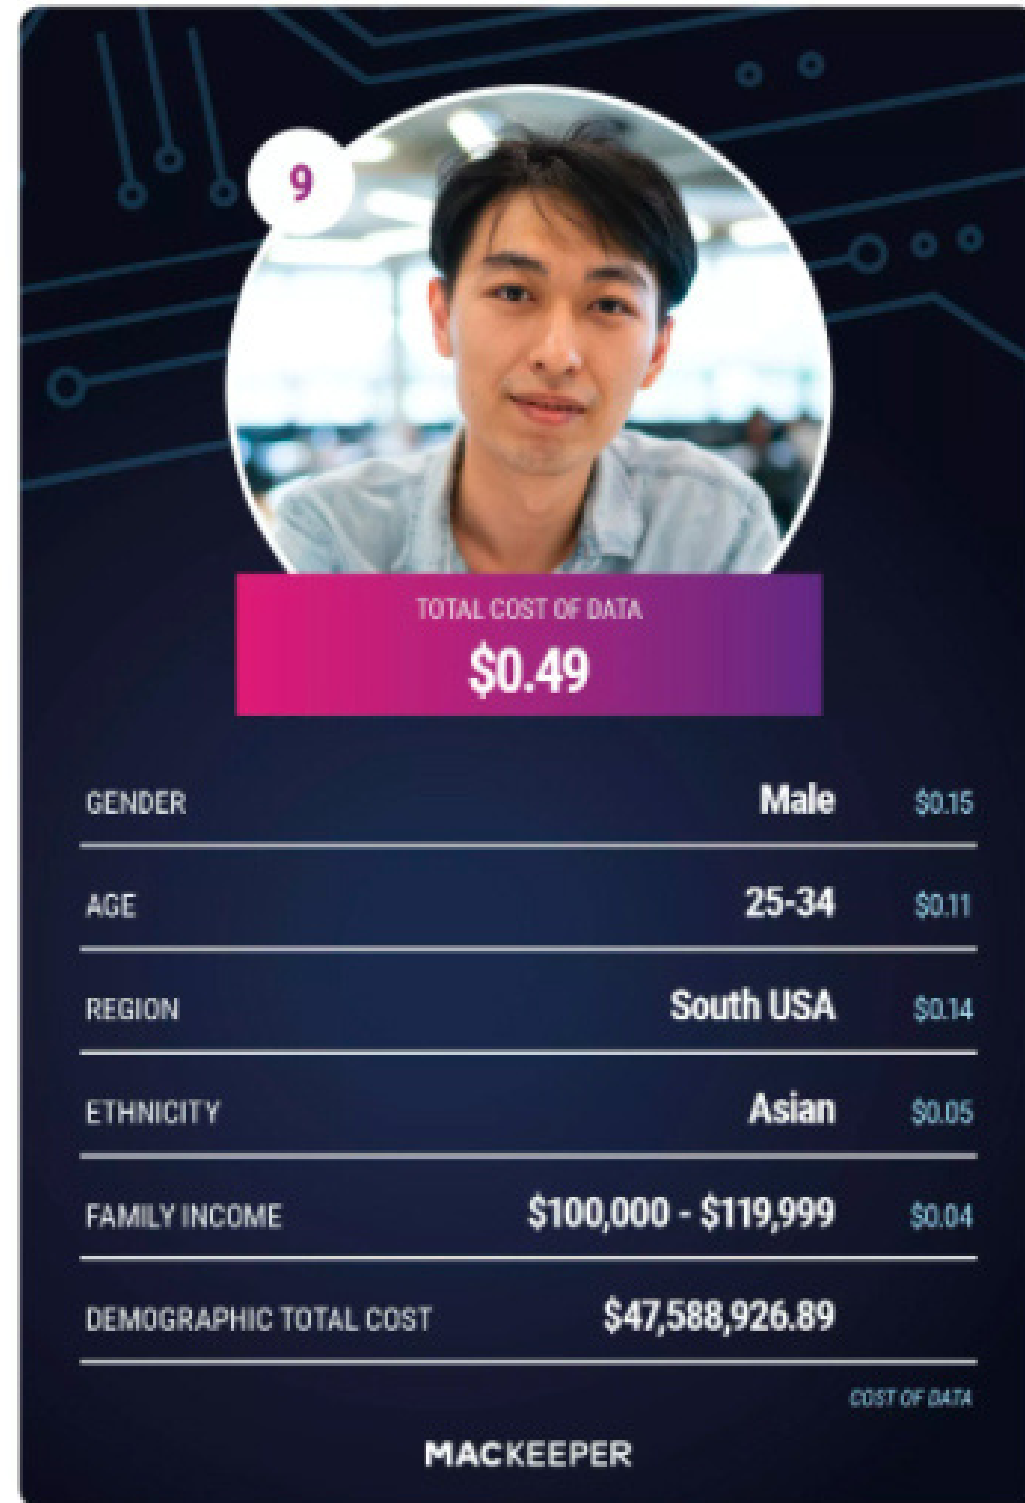 9
TOTAL COST OF DATA
$0.49
GENDER Male $0.15
AGE 25-34 $0.11
REGION South USA $0.14
ETHNICITY Asian $0.05
FAMILY INCOME $100,000 - $119,999 $0.04
DEMOGRAPHIC TOTAL COST $47,588,926.89
COST OF DATA
MACKEEPER